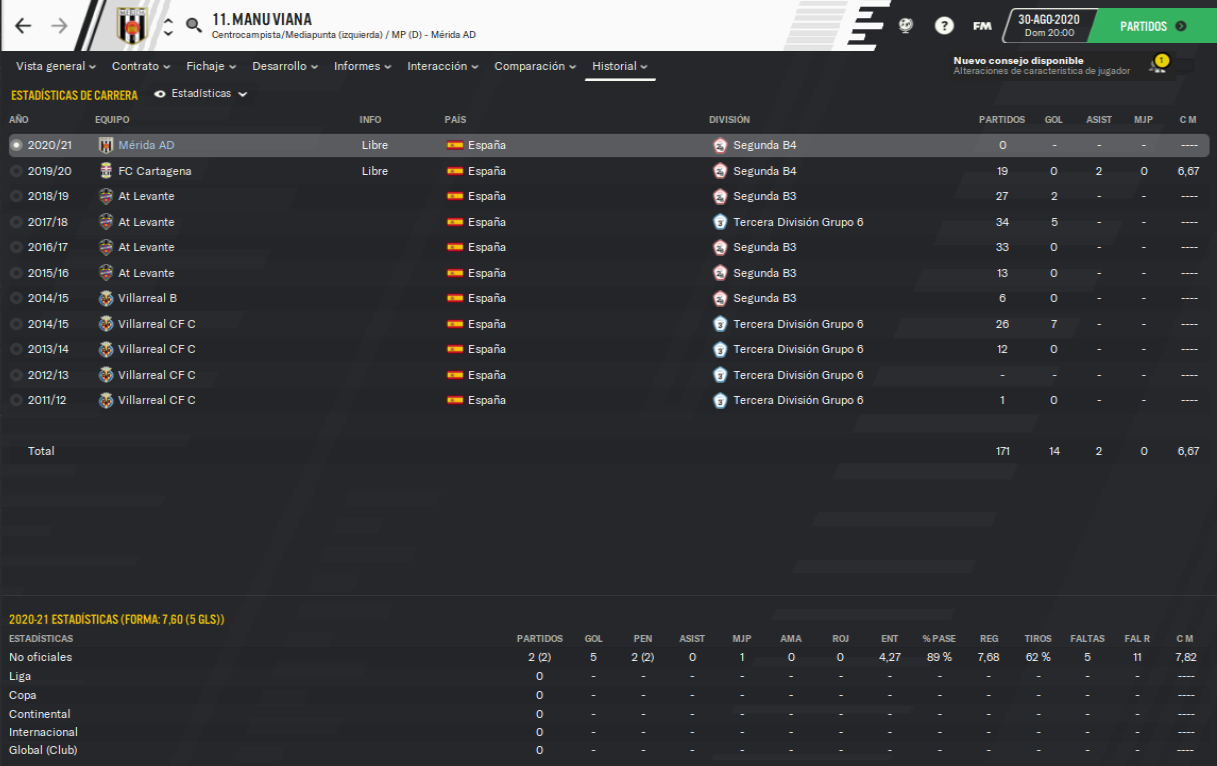 11. MANU VIANA
Centrocampista/Mediapunta (izquierda) / MP (D) - Mérida AD
30-AGO-2020
Dom 20:00
PARTIDOS
FM
?
Vista general Contrato Fichaje Desarrollo Informes Interacción Comparación Historial
Nuevo consejo disponible
Alteraciones de característica de jugador
1
ESTADÍSTICAS DE CARRERA Estadísticas
AÑO EQUIPO INFO PAÍS DIVISIÓN PARTIDOS GOL ASIST MJP C M
2020/21 Mérida AD Libre España Segunda B4 0 - - - ----
2019/20 FC Cartagena Libre España Segunda B4 19 0 2 0 6,67
2018/19 At Levante España Segunda B3 27 2 - - ----
2017/18 At Levante España Tercera División Grupo 6 34 5 - - ----
2016/17 At Levante España Segunda B3 33 0 - - ----
2015/16 At Levante España Segunda B3 13 0 - - ----
2014/15 Villarreal B España Segunda B3 6 0 - - ----
2014/15 Villarreal CF C España Tercera División Grupo 6 26 7 - - ----
2013/14 Villarreal CF C España Tercera División Grupo 6 12 0 - - ----
2012/13 Villarreal CF C España Tercera División Grupo 6 - - - - ----
2011/12 Villarreal CF C España Tercera División Grupo 6 1 0 - - ----
Total 171 14 2 0 6,67
2020-21 ESTADÍSTICAS (FORMA: 7,60 (5 GLS))
ESTADÍSTICAS PARTIDOS GOL PEN ASIST MJP AMA ROJ ENT % PASE REG TIROS FALTAS FAL R C M
No oficiales 2 (2) 5 2 (2) 0 1 0 0 4,27 89 % 7,68 62 % 5 11 7,82
Liga 0 - - - - - - - - - - - - ----
Copa 0 - - - - - - - - - - - - ----
Continental 0 - - - - - - - - - - - - ----
Internacional 0 - - - - - - - - - - - - ----
Global (Club) 0 - - - - - - - - - - - - ----